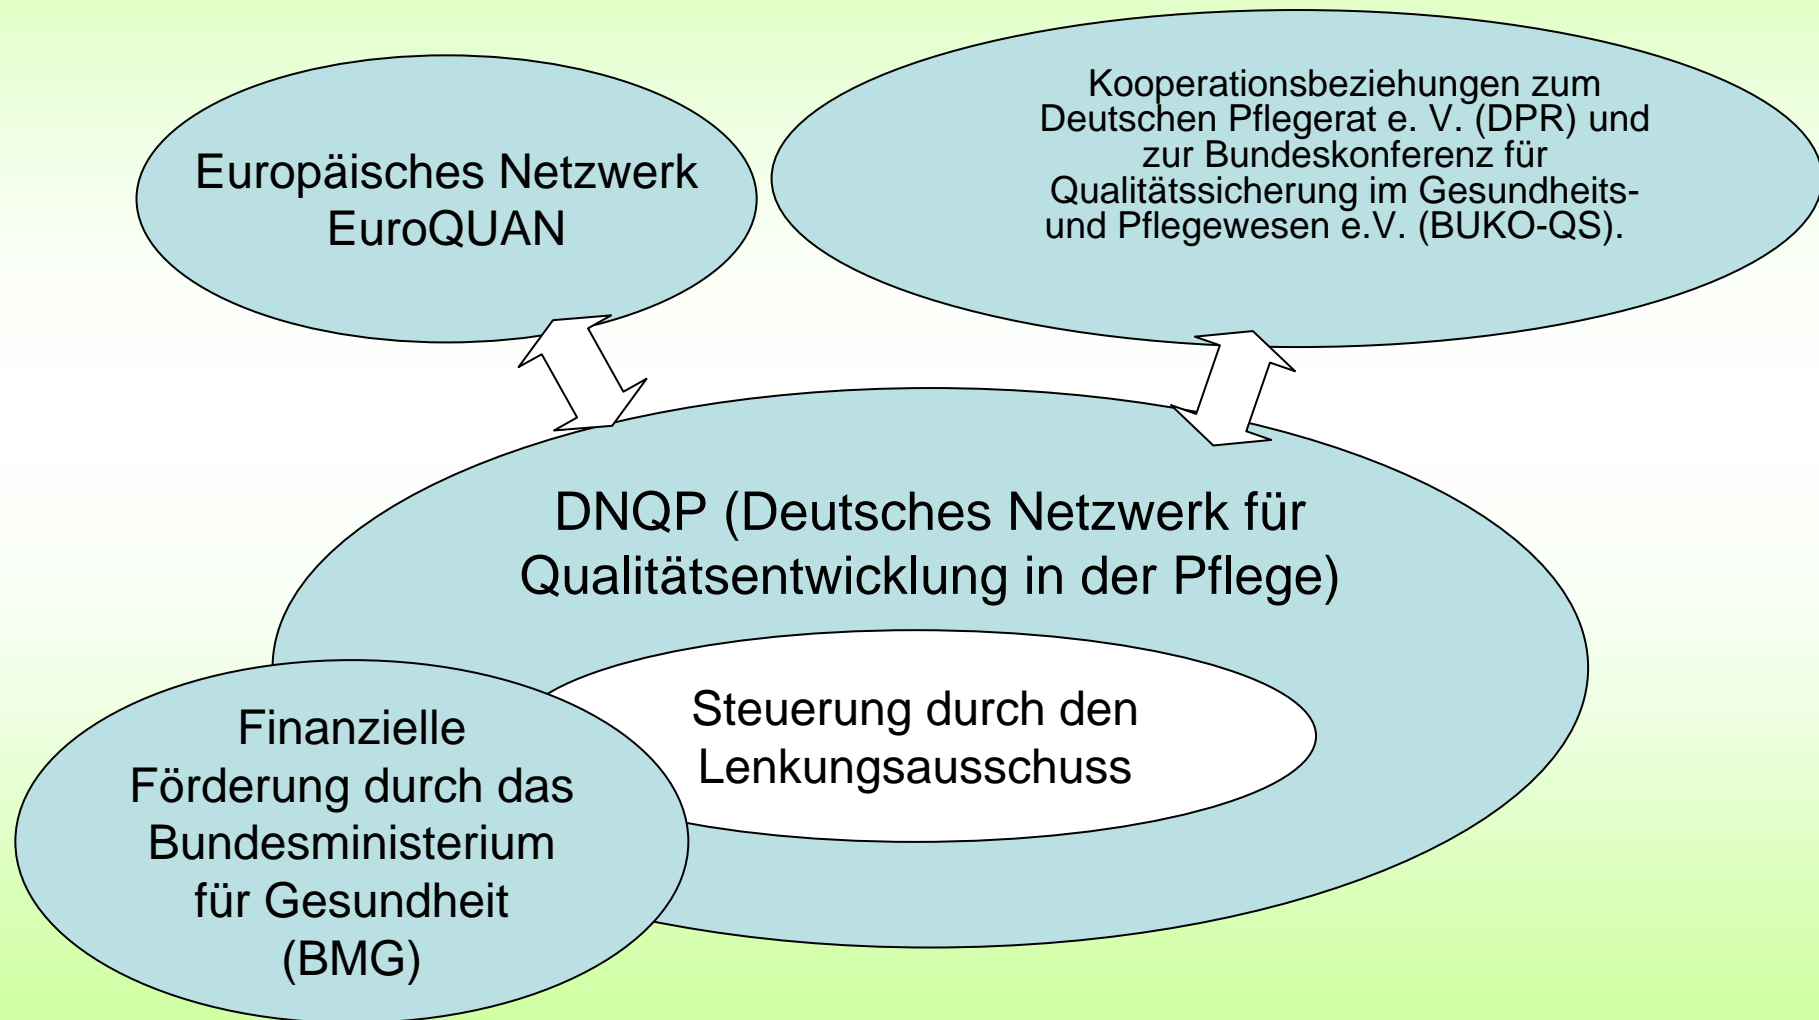 Europäisches Netzwerk
EuroQUAN
Kooperationsbeziehungen zum
Deutschen Pflegerat e. V. (DPR) und
zur Bundeskonferenz für
Qualitätssicherung im Gesundheits-
und Pflegewesen e.V. (BUKO-QS).
DNQP (Deutsches Netzwerk für
Qualitätsentwicklung in der Pflege)
Steuerung durch den
Lenkungsausschuss
Finanzielle
Förderung durch das
Bundesministerium
für Gesundheit
(BMG)